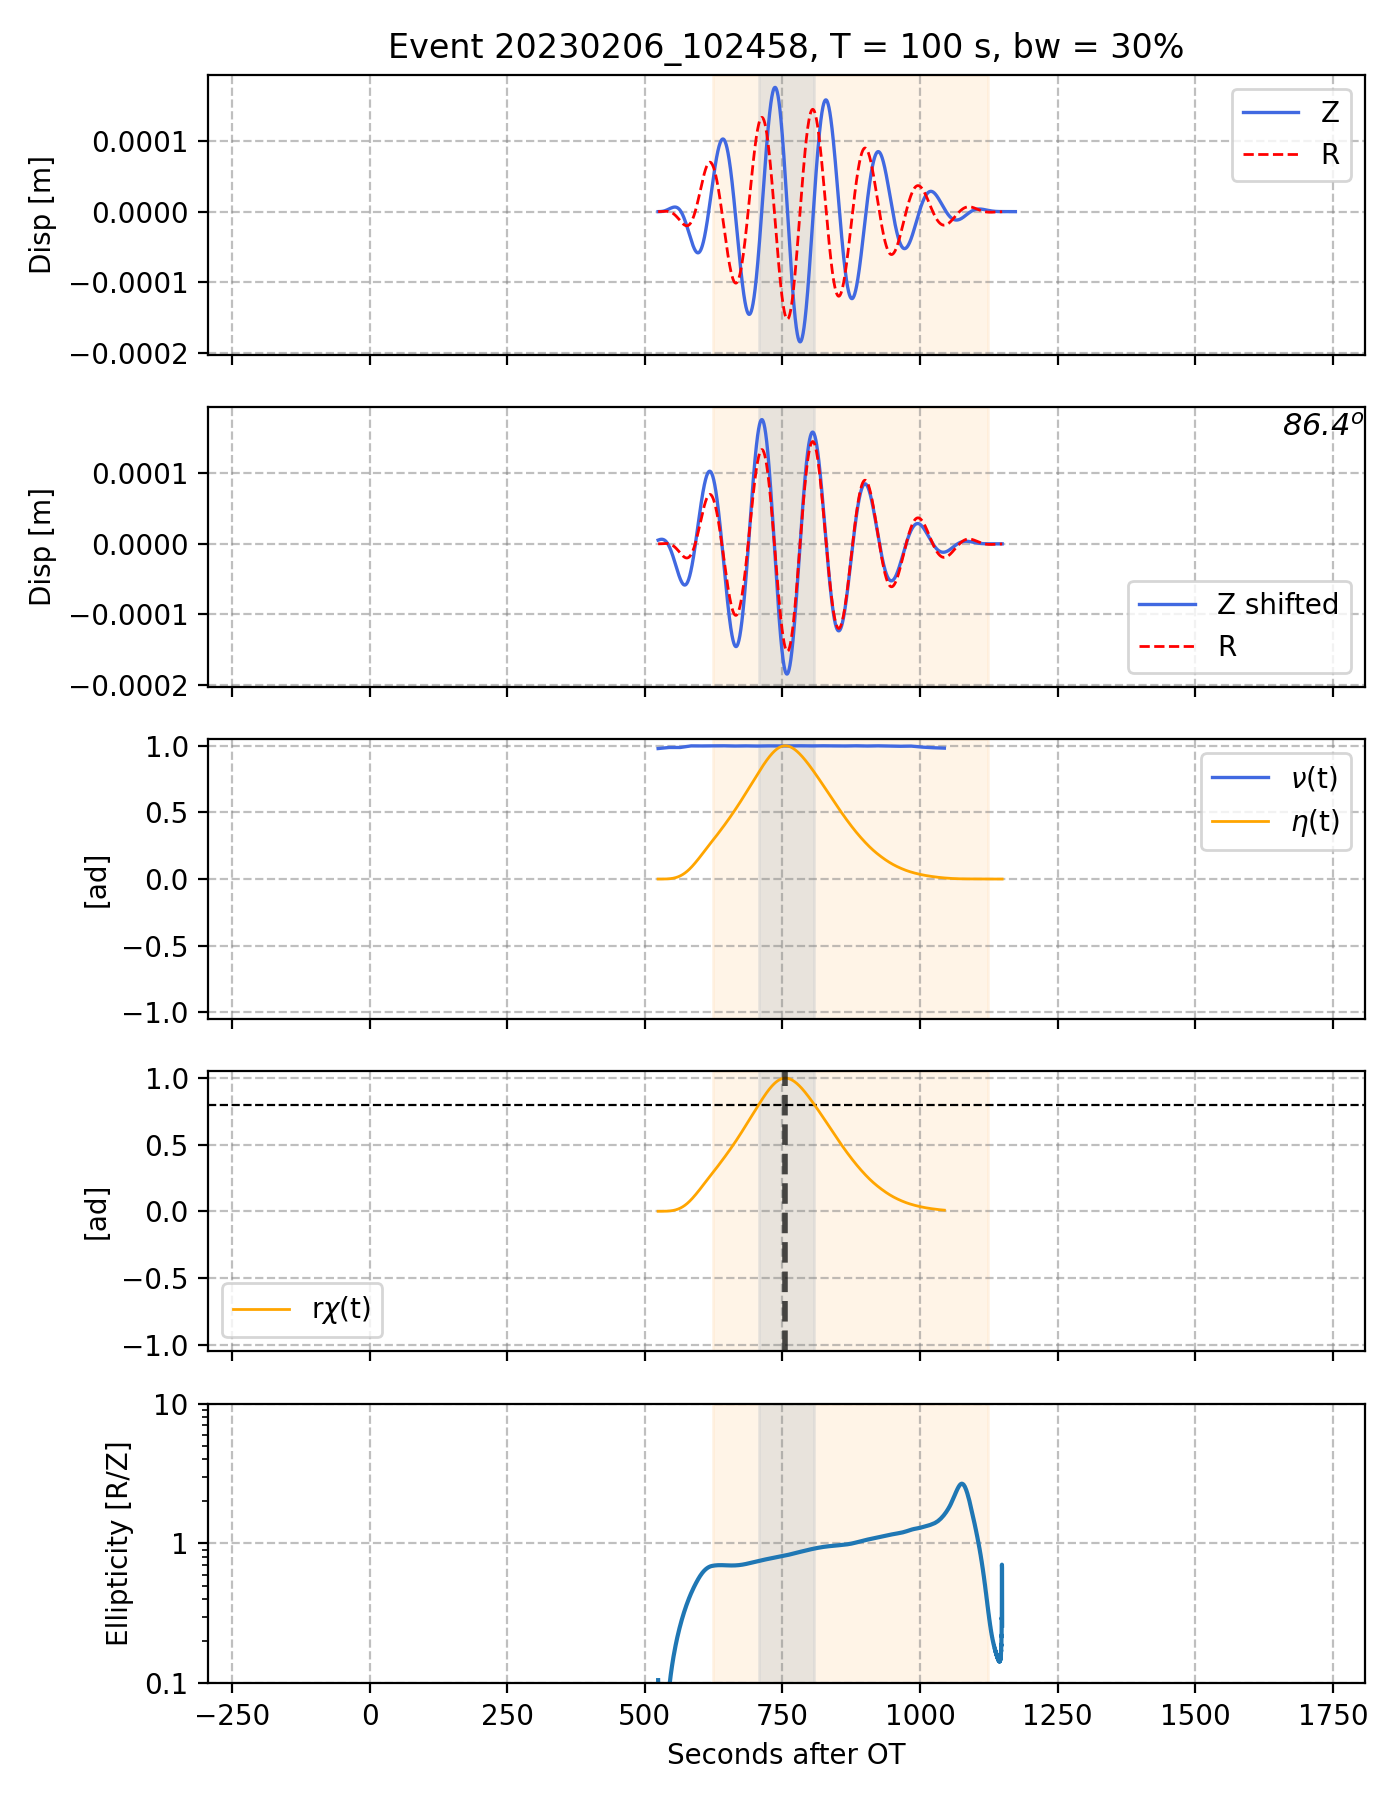 Event 20230206_102458, T = 100 s, bw = 30%
Disp [m]
0.0001
0.0000
−0.0001
−0.0002
Z
R
Disp [m]
0.0001
0.0000
−0.0001
−0.0002
86.4°
Z shifted
R
[ad]
1.0
0.5
0.0
−0.5
−1.0
ν(t)
η(t)
[ad]
1.0
0.5
0.0
−0.5
−1.0
rχ(t)
Ellipticity [R/Z]
10
1
0.1
−250 0 250 500 750 1000 1250 1500 1750
Seconds after OT